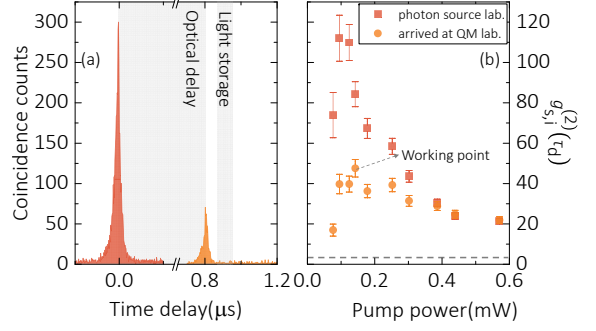 Coincidence counts
300
250
200
150
100
50
0
(a)
Optical delay
Light storage
0.0
0.8
1.2
Time delay(μs)
photon source lab.
arrived at QM lab.
(b)
Working point
120
100
80
60
40
20
0
g(2)s,i(τd)
0.0
0.2
0.4
0.6
Pump power(mW)